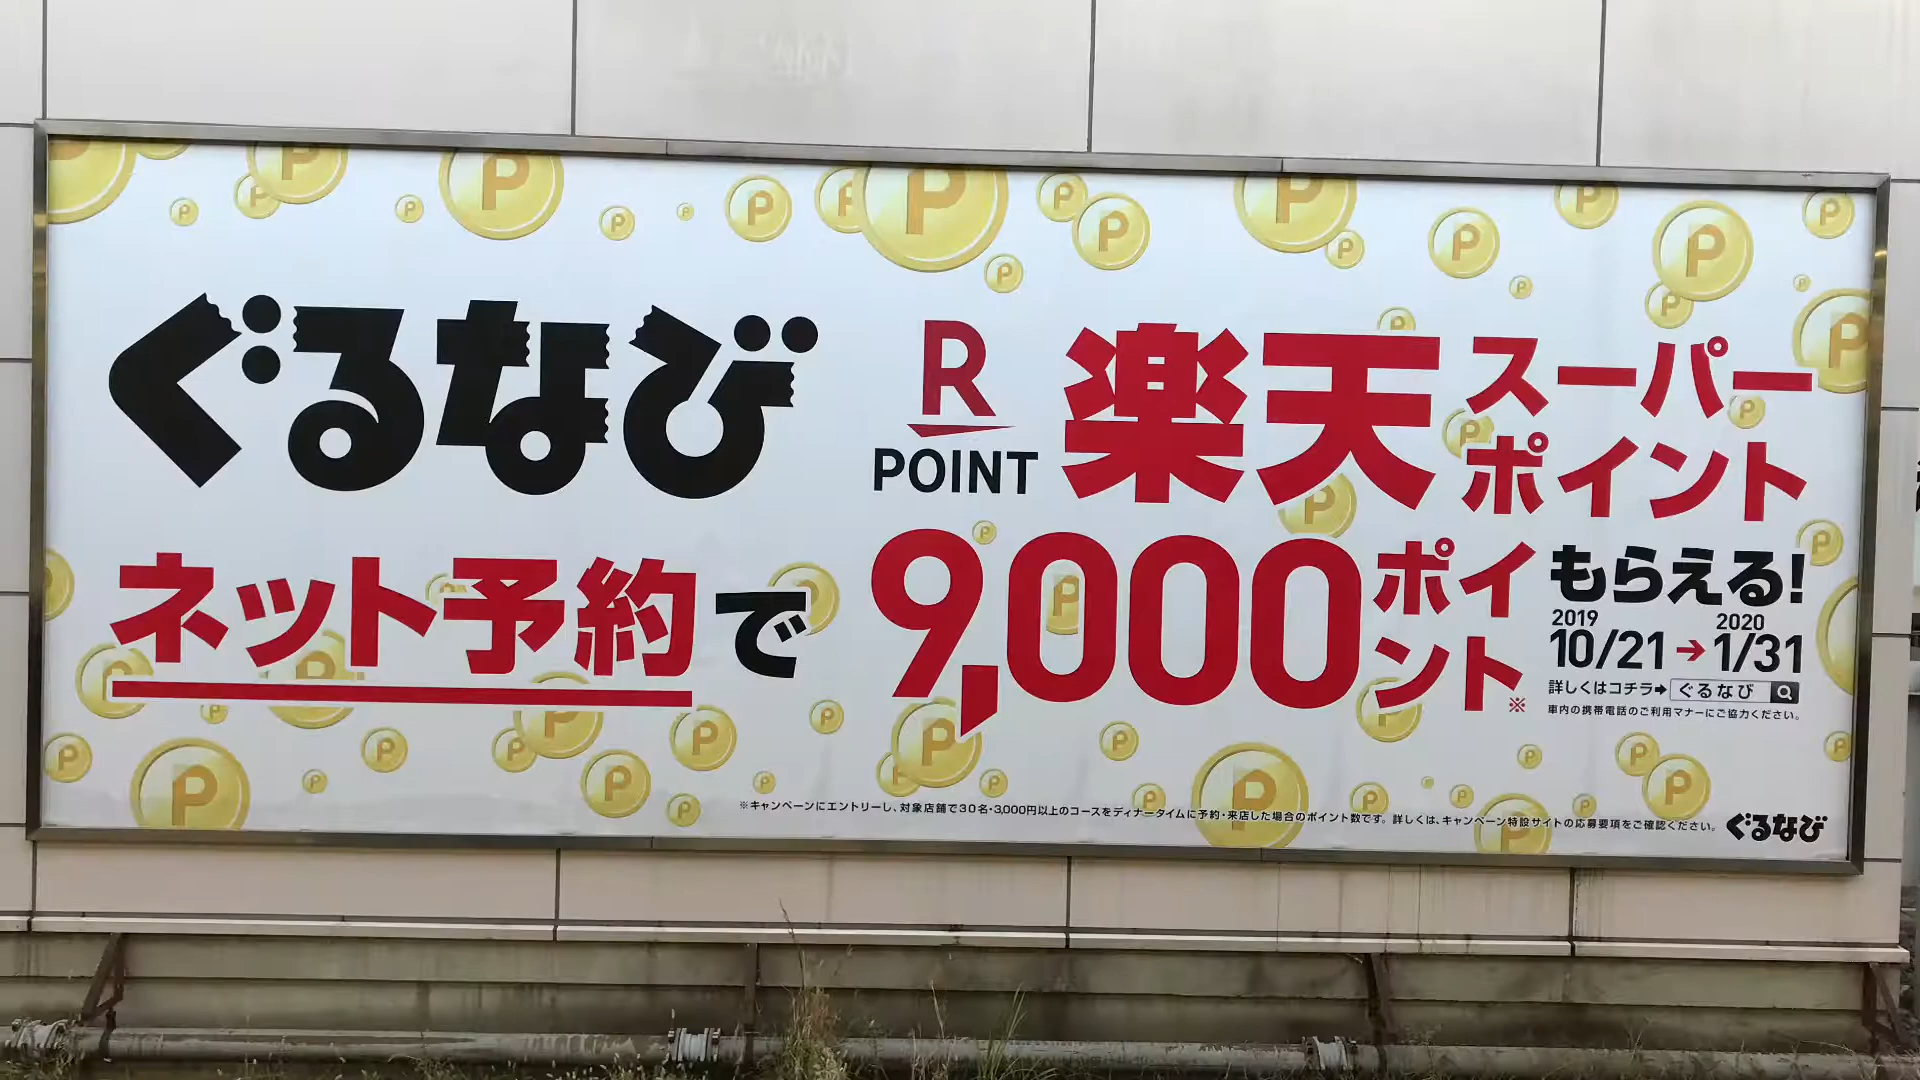 ぐるなび
ネット予約で
R
POINT
楽天スーパー
ポイント
9,000ポイント※
もらえる!
2019 2020
10/21→1/31
詳しくはコチラ➡ ぐるなび
車内の携帯電話のご利用マナーにご協力ください。
※キャンペーンにエントリーし、対象店舗で30名・3,000円以上のコースをディナータイムに予約・来店した場合のポイント数です。詳しくは、キャンペーン特設サイトの応募要項をご確認ください。
ぐるなび